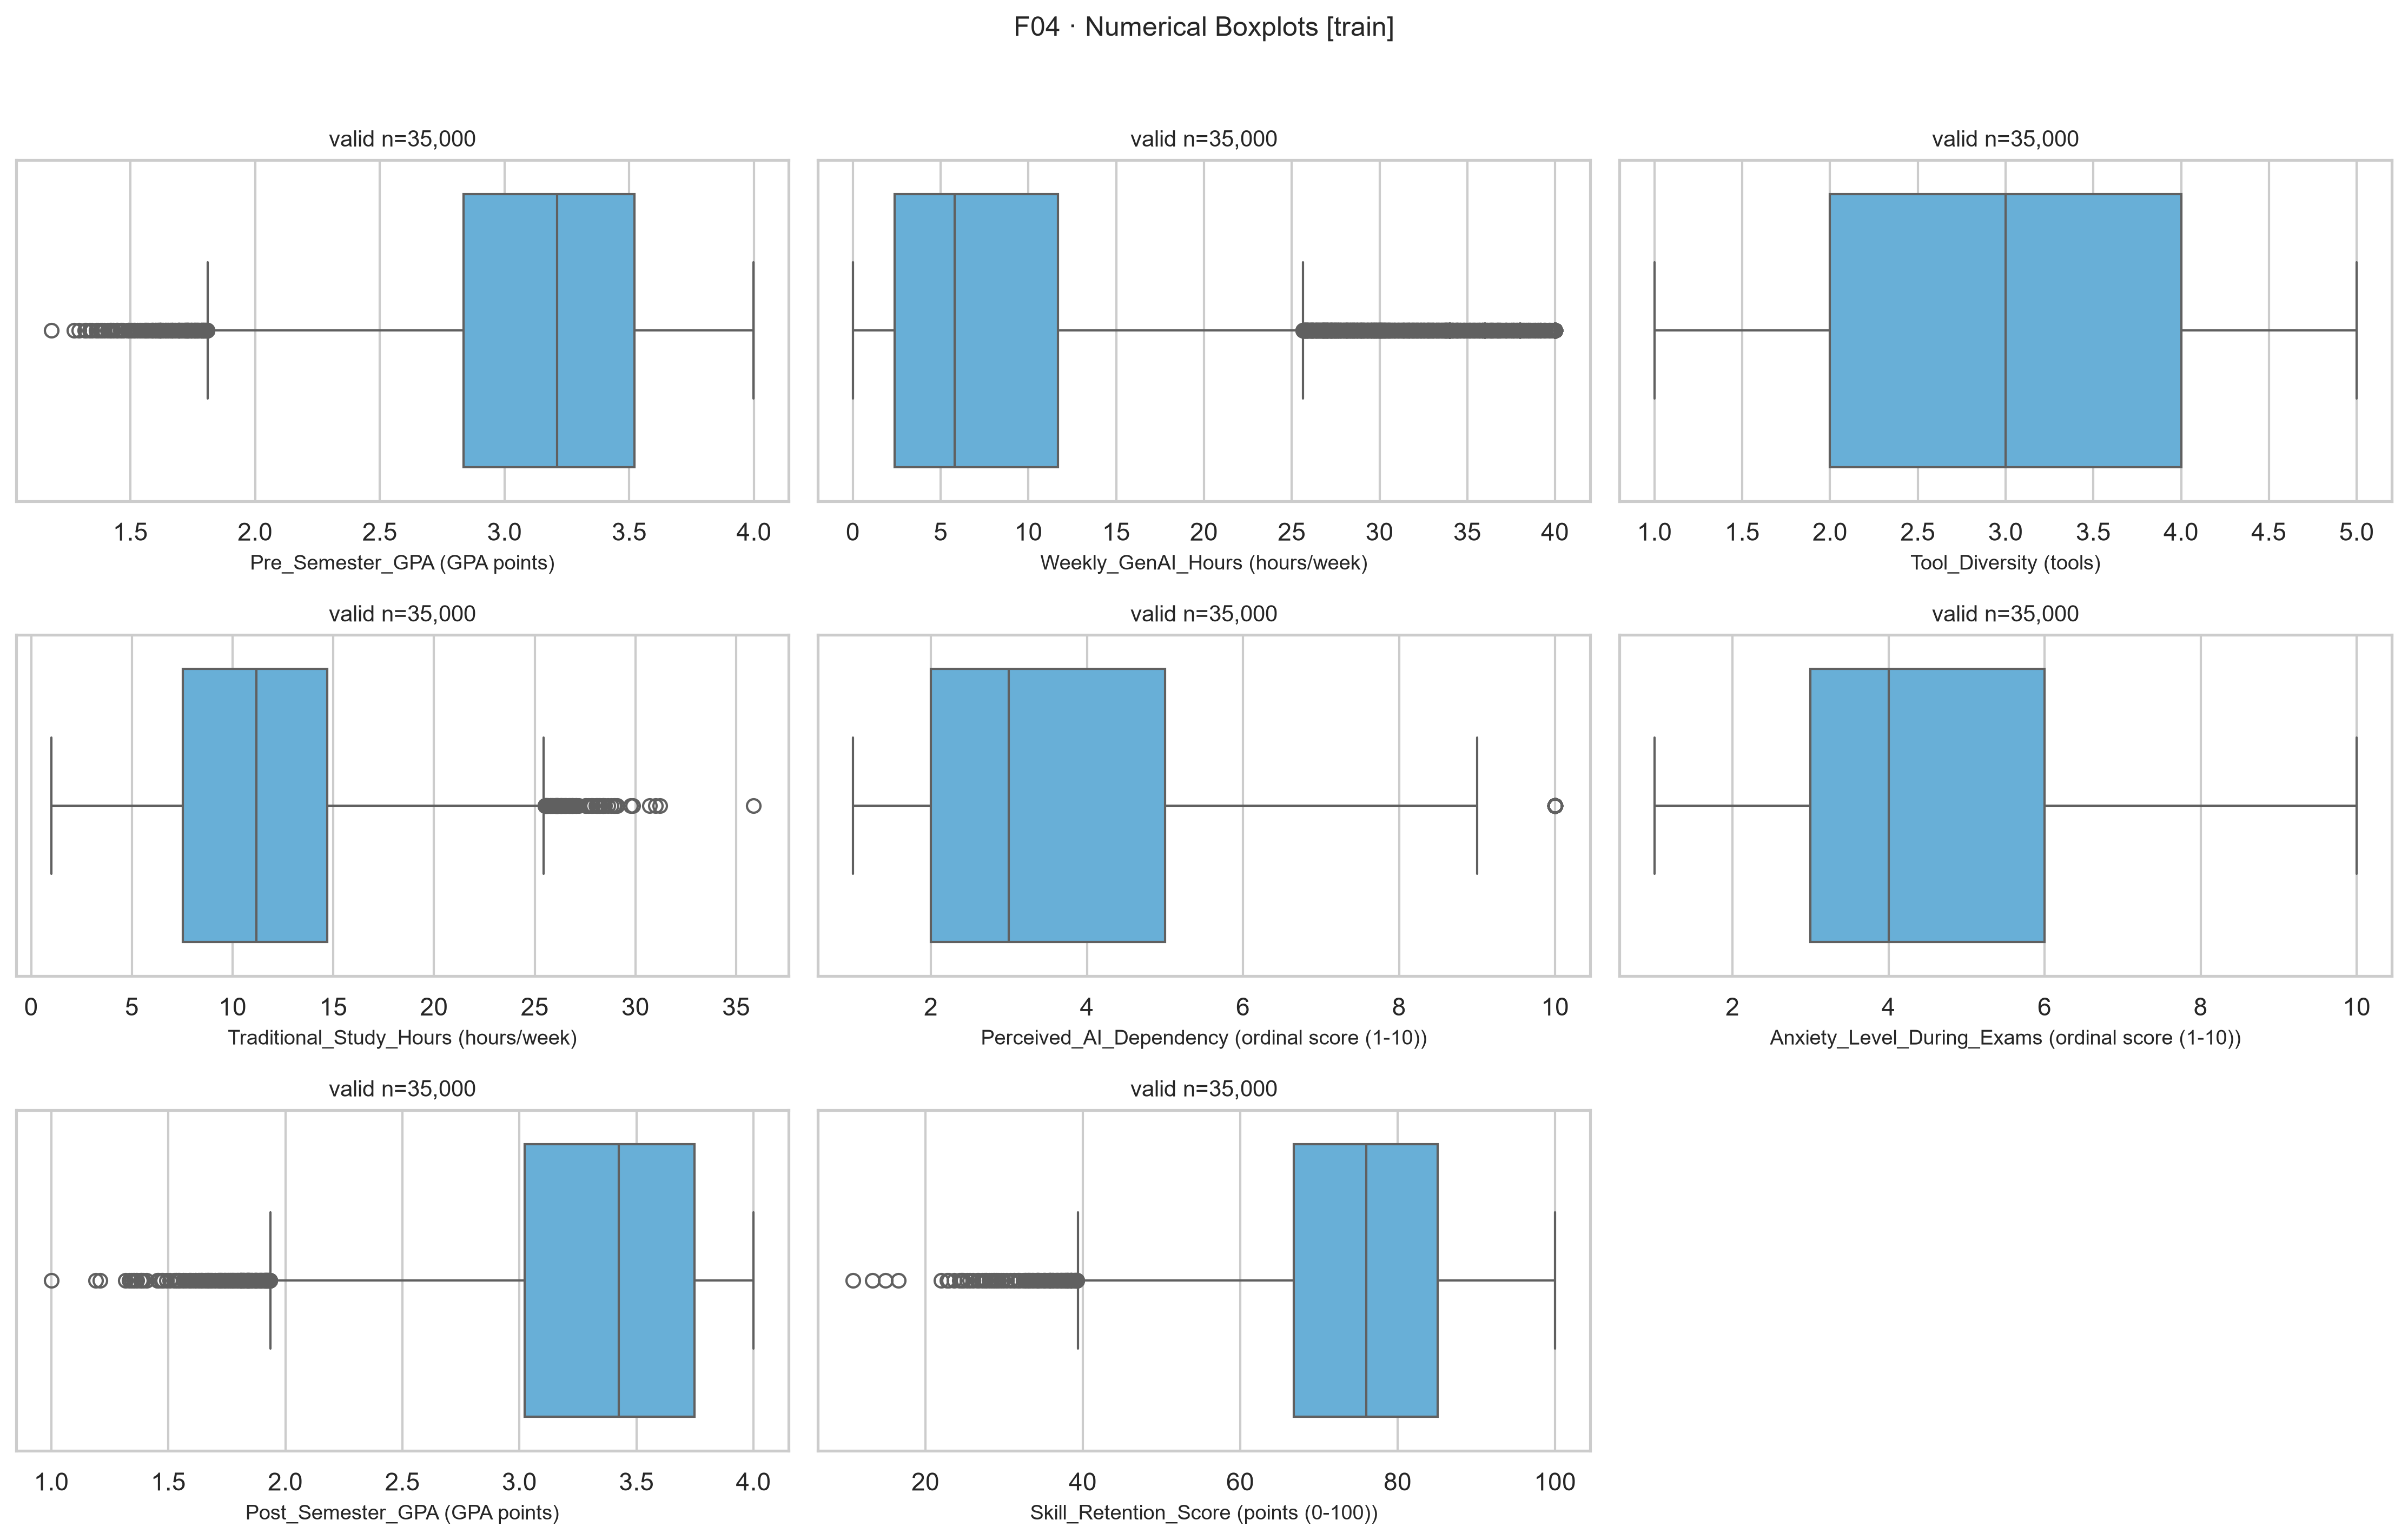 F04 · Numerical Boxplots [train]
valid n=35,000
valid n=35,000
valid n=35,000
1.5 2.0 2.5 3.0 3.5 4.0
Pre_Semester_GPA (GPA points)
0 5 10 15 20 25 30 35 40
Weekly_GenAI_Hours (hours/week)
1.0 1.5 2.0 2.5 3.0 3.5 4.0 4.5 5.0
Tool_Diversity (tools)
valid n=35,000
valid n=35,000
valid n=35,000
0 5 10 15 20 25 30 35
Traditional_Study_Hours (hours/week)
2 4 6 8 10
Perceived_AI_Dependency (ordinal score (1-10))
2 4 6 8 10
Anxiety_Level_During_Exams (ordinal score (1-10))
valid n=35,000
valid n=35,000
1.0 1.5 2.0 2.5 3.0 3.5 4.0
Post_Semester_GPA (GPA points)
20 40 60 80 100
Skill_Retention_Score (points (0-100))